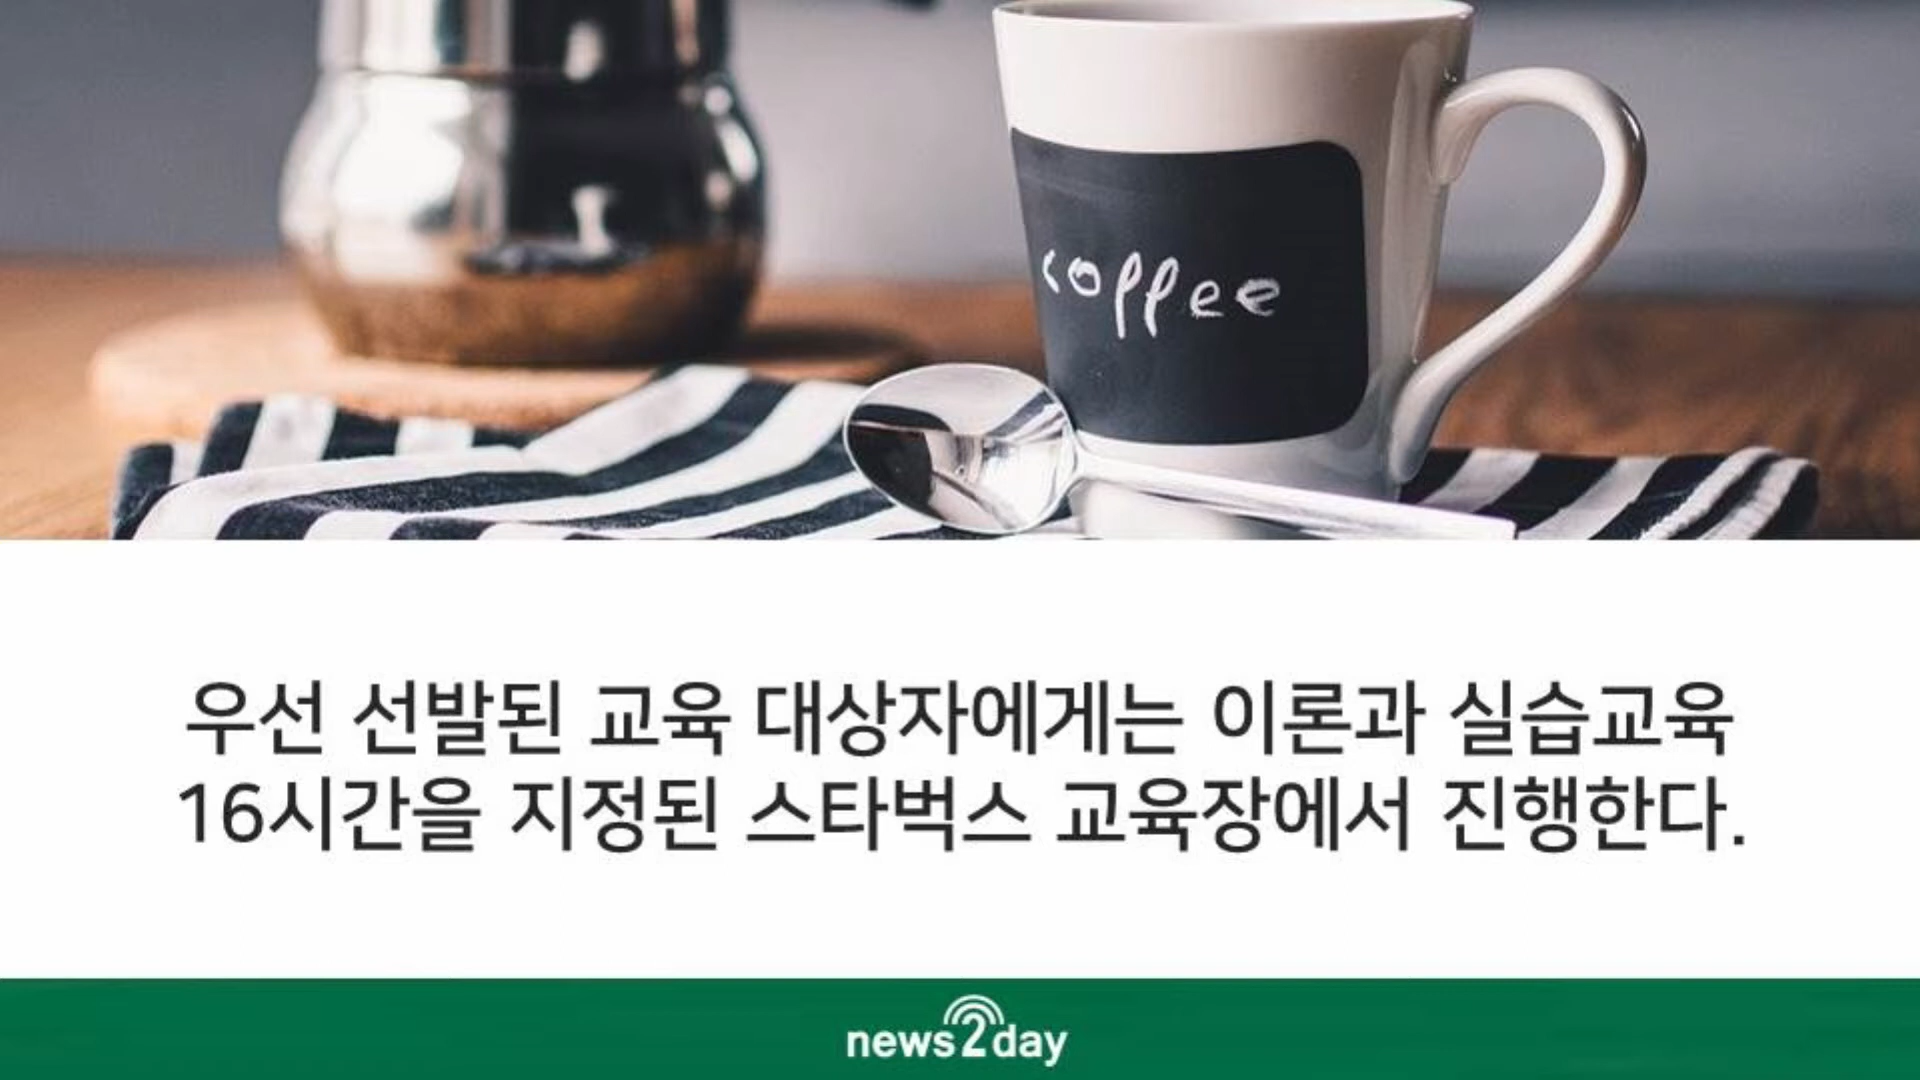 coffee
우선 선발된 교육 대상자에게는 이론과 실습교육
16시간을 지정된 스타벅스 교육장에서 진행한다.
news2day